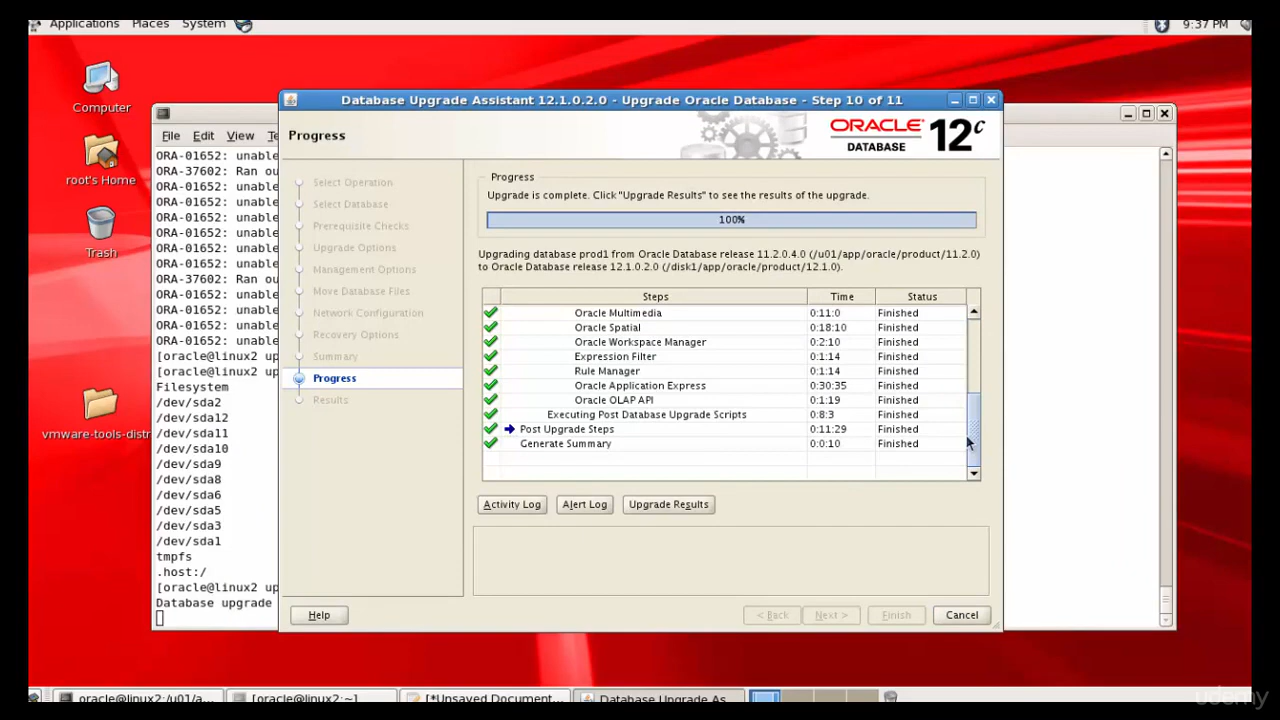 Applications Places System 9:37 PM
Computer
root's Home
Trash
vmware-tools-distr
File Edit View Te
ORA-01652: unable
ORA-37602: Ran ou
ORA-01652: unable
ORA-01652: unable
ORA-01652: unable
ORA-01652: unable
ORA-01652: unable
ORA-01652: unable
ORA-37602: Ran ou
ORA-01652: unable
ORA-01652: unable
ORA-01652: unable
ORA-01652: unable
[oracle@linux2 up
[oracle@linux2 up
Filesystem
/dev/sda2
/dev/sda12
/dev/sda11
/dev/sda10
/dev/sda9
/dev/sda8
/dev/sda6
/dev/sda5
/dev/sda3
/dev/sda1
tmpfs
.host:/
[oracle@linux2 up
Database upgrade
Database Upgrade Assistant 12.1.0.2.0 - Upgrade Oracle Database - Step 10 of 11
Progress
ORACLE DATABASE 12c
Select Operation
Select Database
Prerequisite Checks
Upgrade Options
Management Options
Move Database Files
Network Configuration
Recovery Options
Summary
Progress
Results
Progress
Upgrade is complete. Click "Upgrade Results" to see the results of the upgrade.
100%
Upgrading database prod1 from Oracle Database release 11.2.0.4.0 (/u01/app/oracle/product/11.2.0)
to Oracle Database release 12.1.0.2.0 (/disk1/app/oracle/product/12.1.0).
Steps Time Status
Oracle Multimedia 0:11:0 Finished
Oracle Spatial 0:18:10 Finished
Oracle Workspace Manager 0:2:10 Finished
Expression Filter 0:1:14 Finished
Rule Manager 0:1:14 Finished
Oracle Application Express 0:30:35 Finished
Oracle OLAP API 0:1:19 Finished
Executing Post Database Upgrade Scripts 0:8:3 Finished
Post Upgrade Steps 0:11:29 Finished
Generate Summary 0:0:10 Finished
Activity Log Alert Log Upgrade Results
Help < Back Next > Finish Cancel
oracle@linux2:/u01/a... [oracle@linux2:~] [*Unsaved Document... Database Upgrade As...
udemy